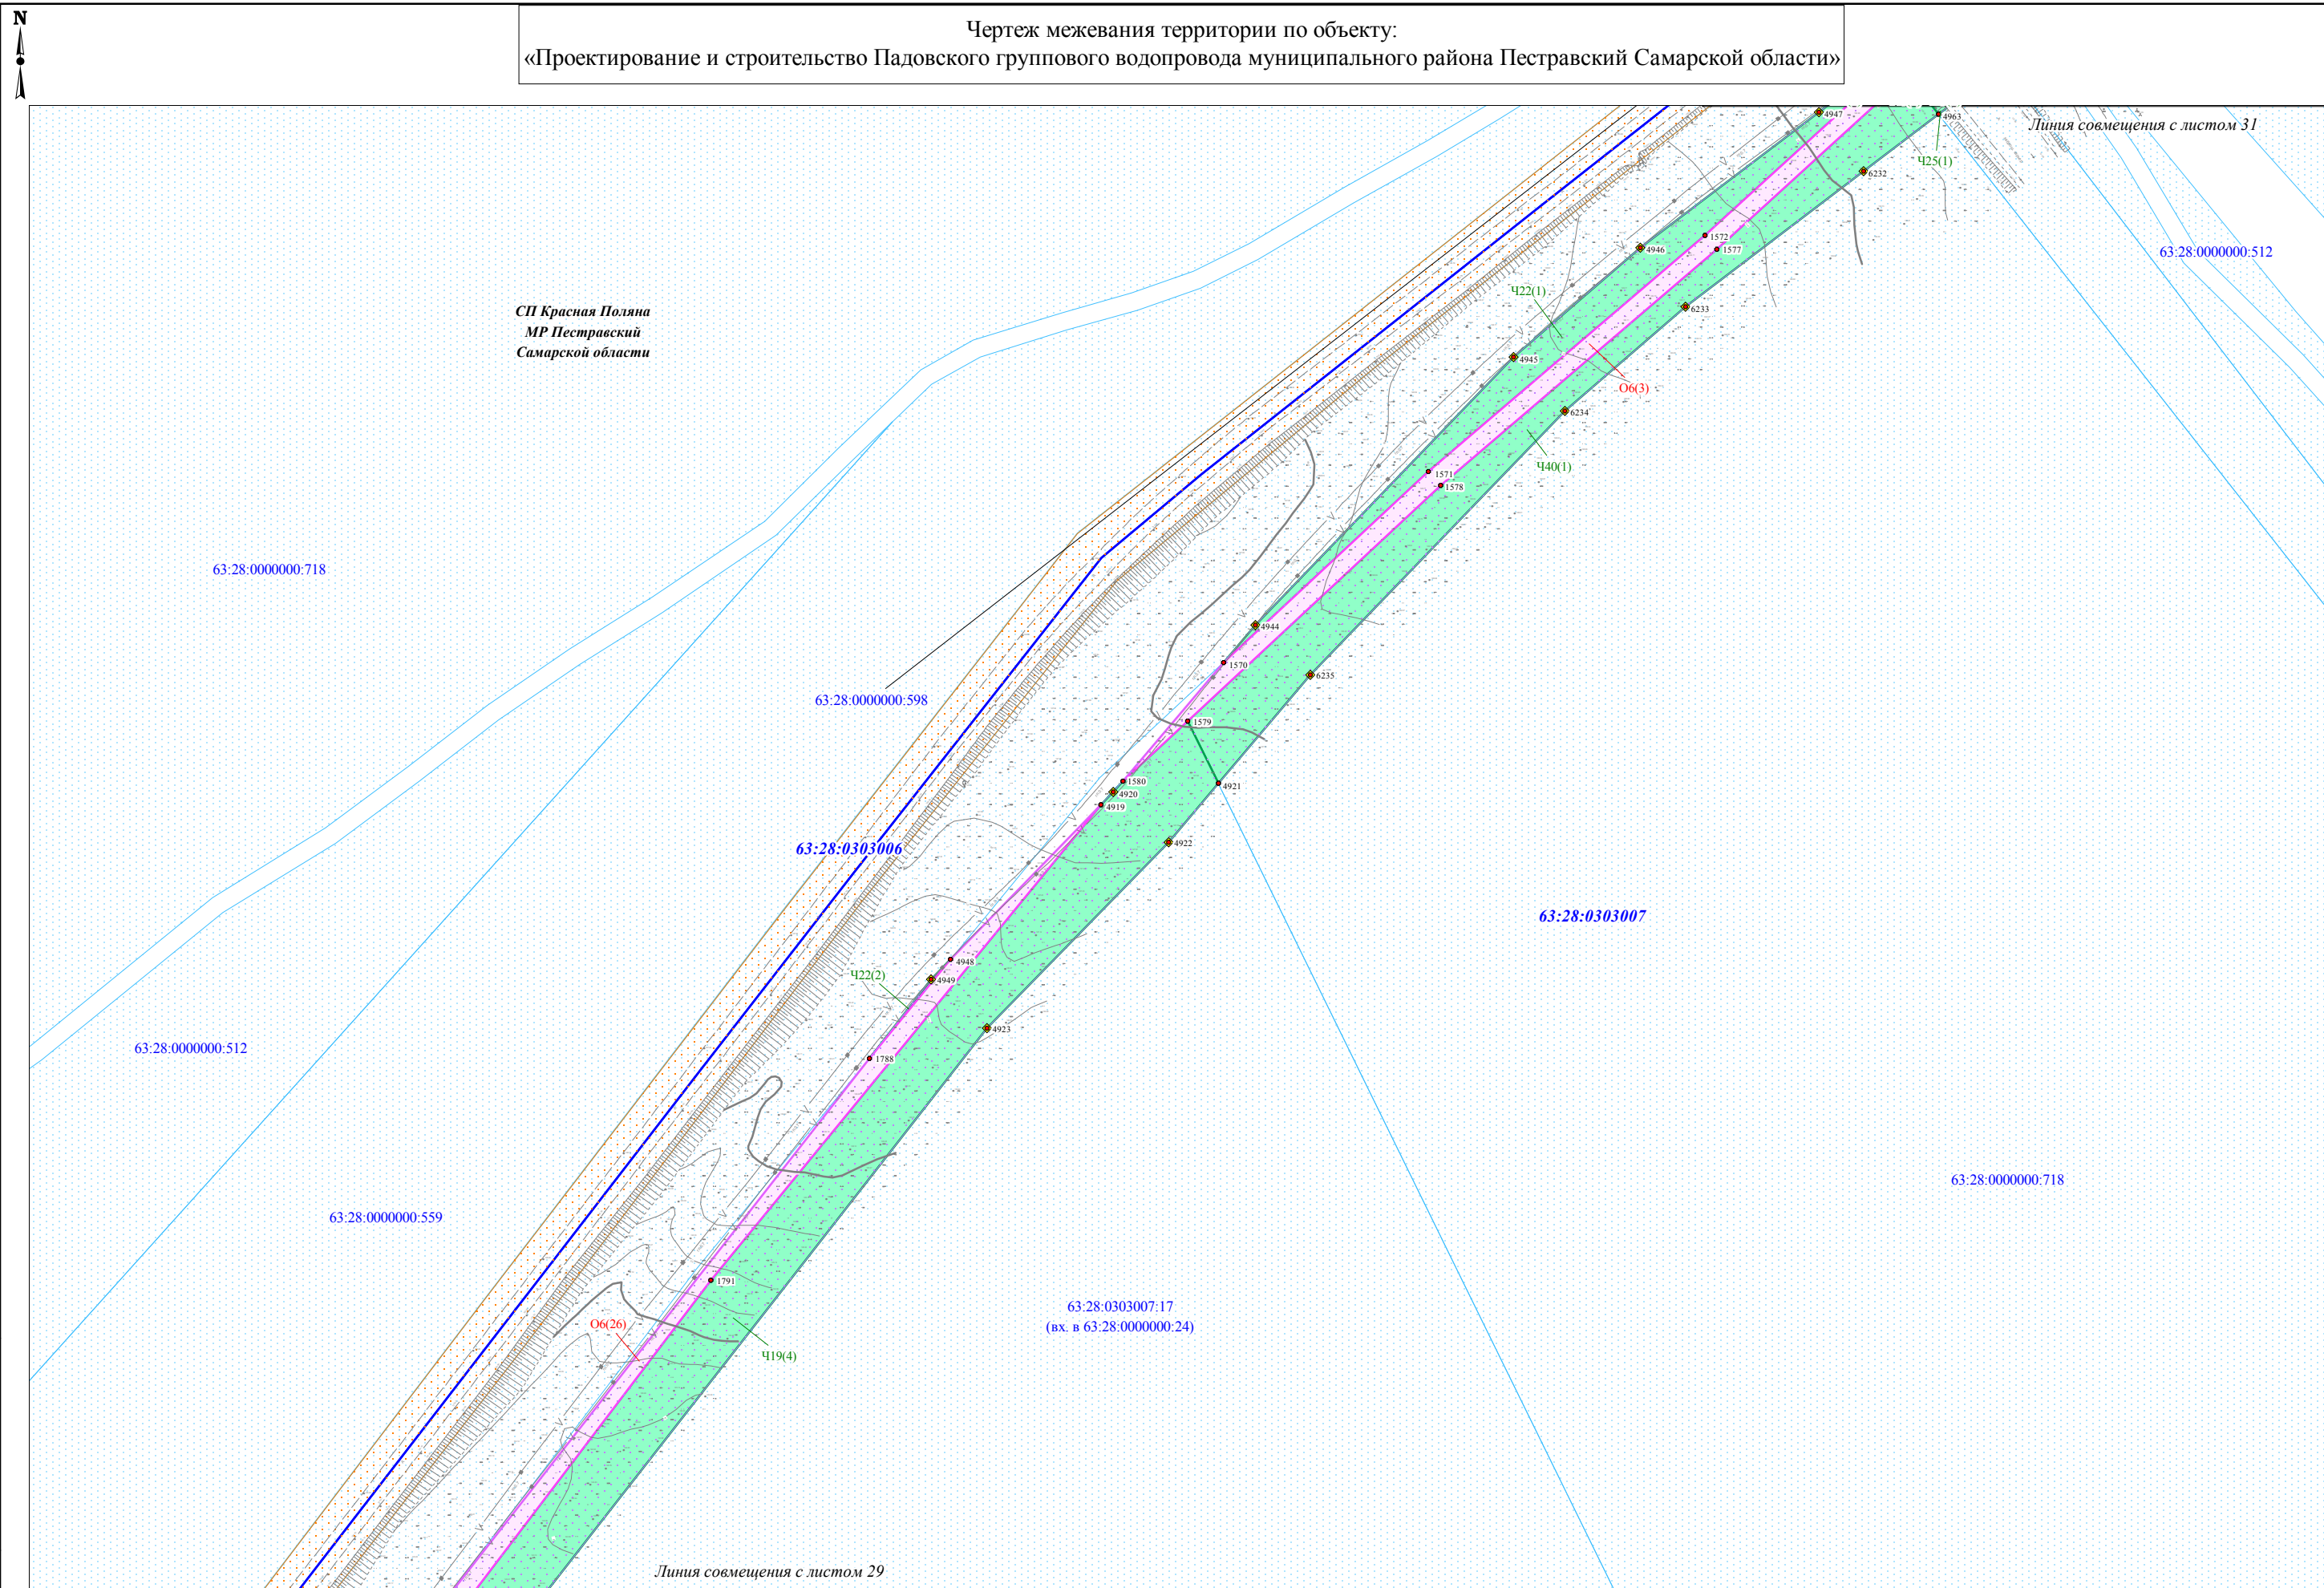 N
Чертеж межевания территории по объекту:
«Проектирование и строительство Падовского группового водопровода муниципального района Пестравский Самарской области»
4947
4963
Линия совмещения с листом 31
Ч25(1)
6232
1572
4946
1577
63:28:0000000:512
Ч22(1)
6233
СП Красная Поляна
МР Пестравский
Самарской области
4945
О6(3)
6234
Ч40(1)
1571
1578
63:28:0000000:718
4944
1570
6235
63:28:0000000:598
1579
1580
4921
4920
4919
63:28:0303006
4922
63:28:0303007
4948
Ч22(2)
4949
4923
63:28:0000000:512
1788
63:28:0000000:718
63:28:0000000:559
1791
63:28:0303007:17
(вх. в 63:28:0000000:24)
О6(26)
Ч19(4)
Линия совмещения с листом 29